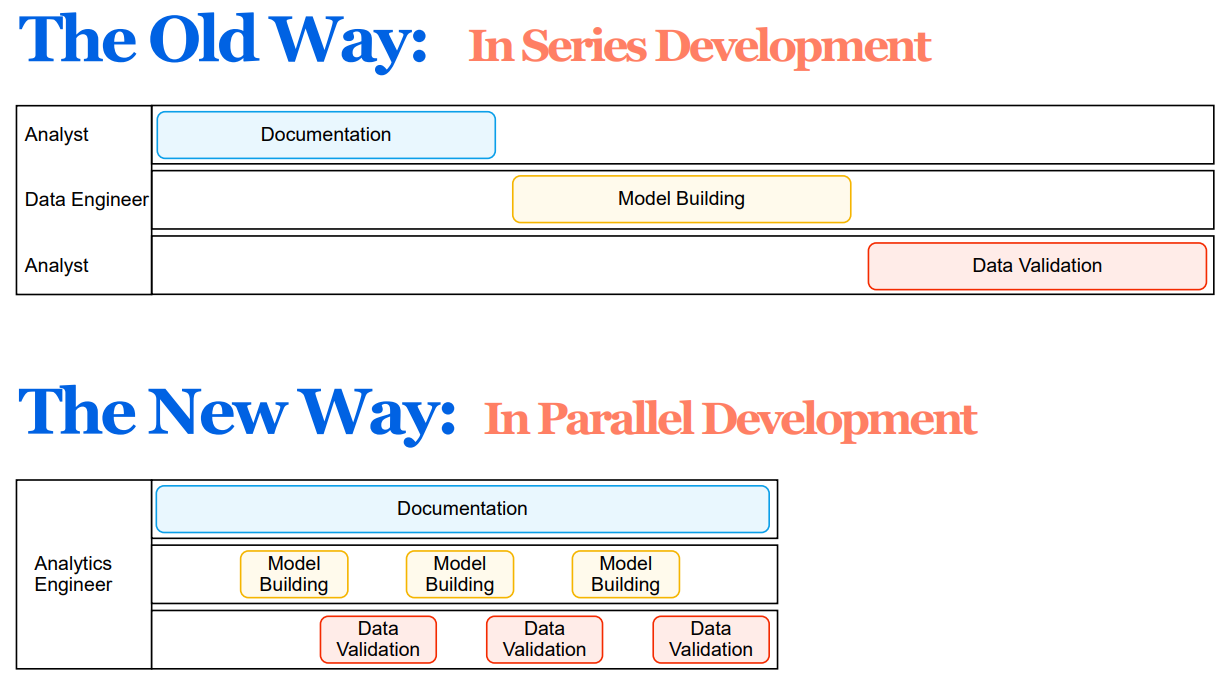 The Old Way: In Series Development
Analyst
Documentation
Data Engineer
Model Building
Analyst
Data Validation
The New Way: In Parallel Development
Analytics
Engineer
Documentation
Model
Building
Model
Building
Model
Building
Data
Validation
Data
Validation
Data
Validation